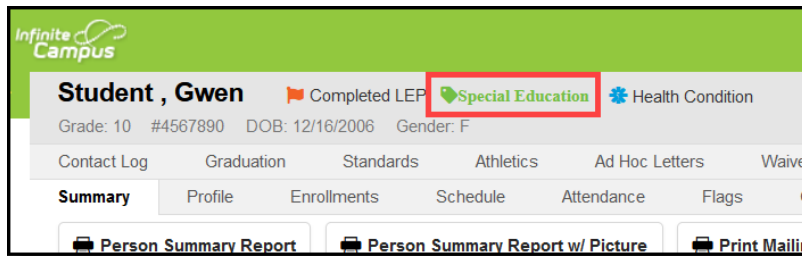 Infinite
Campus
Student , Gwen Completed LEP Special Education Health Condition
Grade: 10 #4567890 DOB: 12/16/2006 Gender: F
Contact Log Graduation Standards Athletics Ad Hoc Letters
Summary Profile Enrollments Schedule Attendance Flags
Person Summary Report Person Summary Report w/ Picture Print